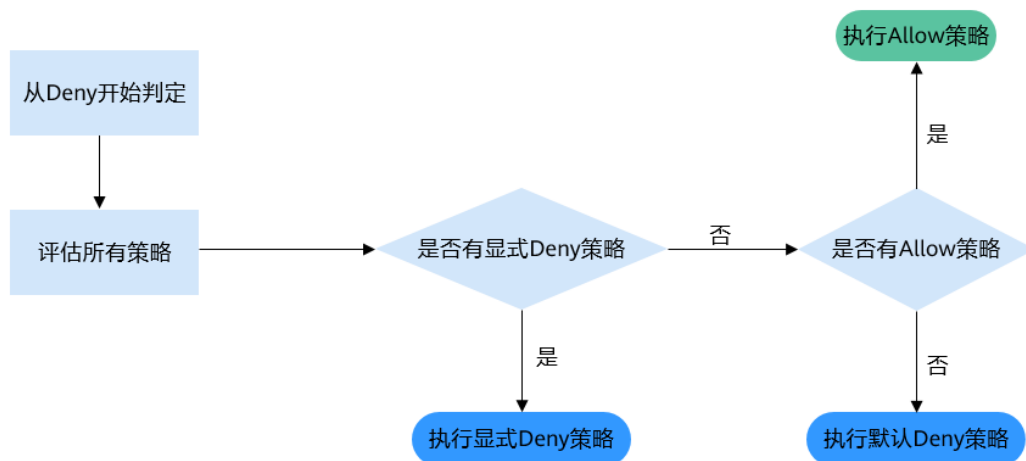 执行Allow策略
从Deny开始判定
是
评估所有策略
是否有显式Deny策略
否
是否有Allow策略
是
否
执行显式Deny策略
执行默认Deny策略